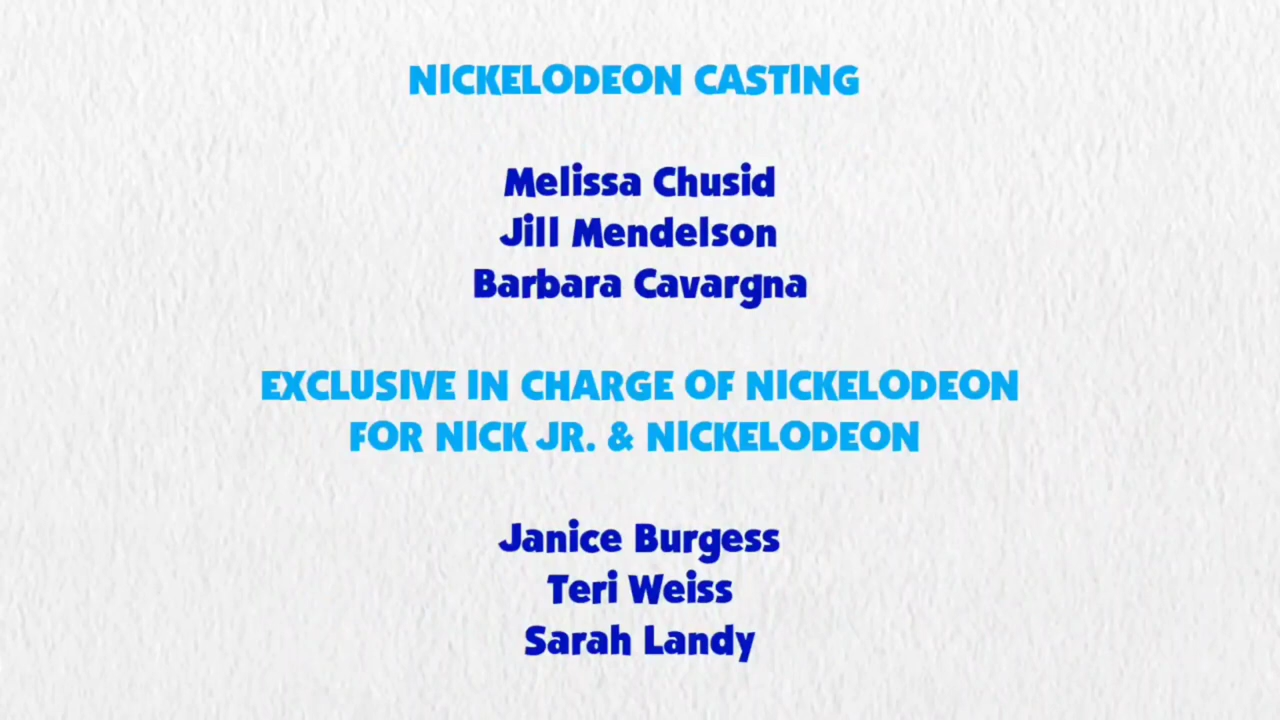 NICKELODEON CASTING
Melissa Chusid
Jill Mendelson
Barbara Cavargna
EXCLUSIVE IN CHARGE OF NICKELODEON
FOR NICK JR. & NICKELODEON
Janice Burgess
Teri Weiss
Sarah Landy